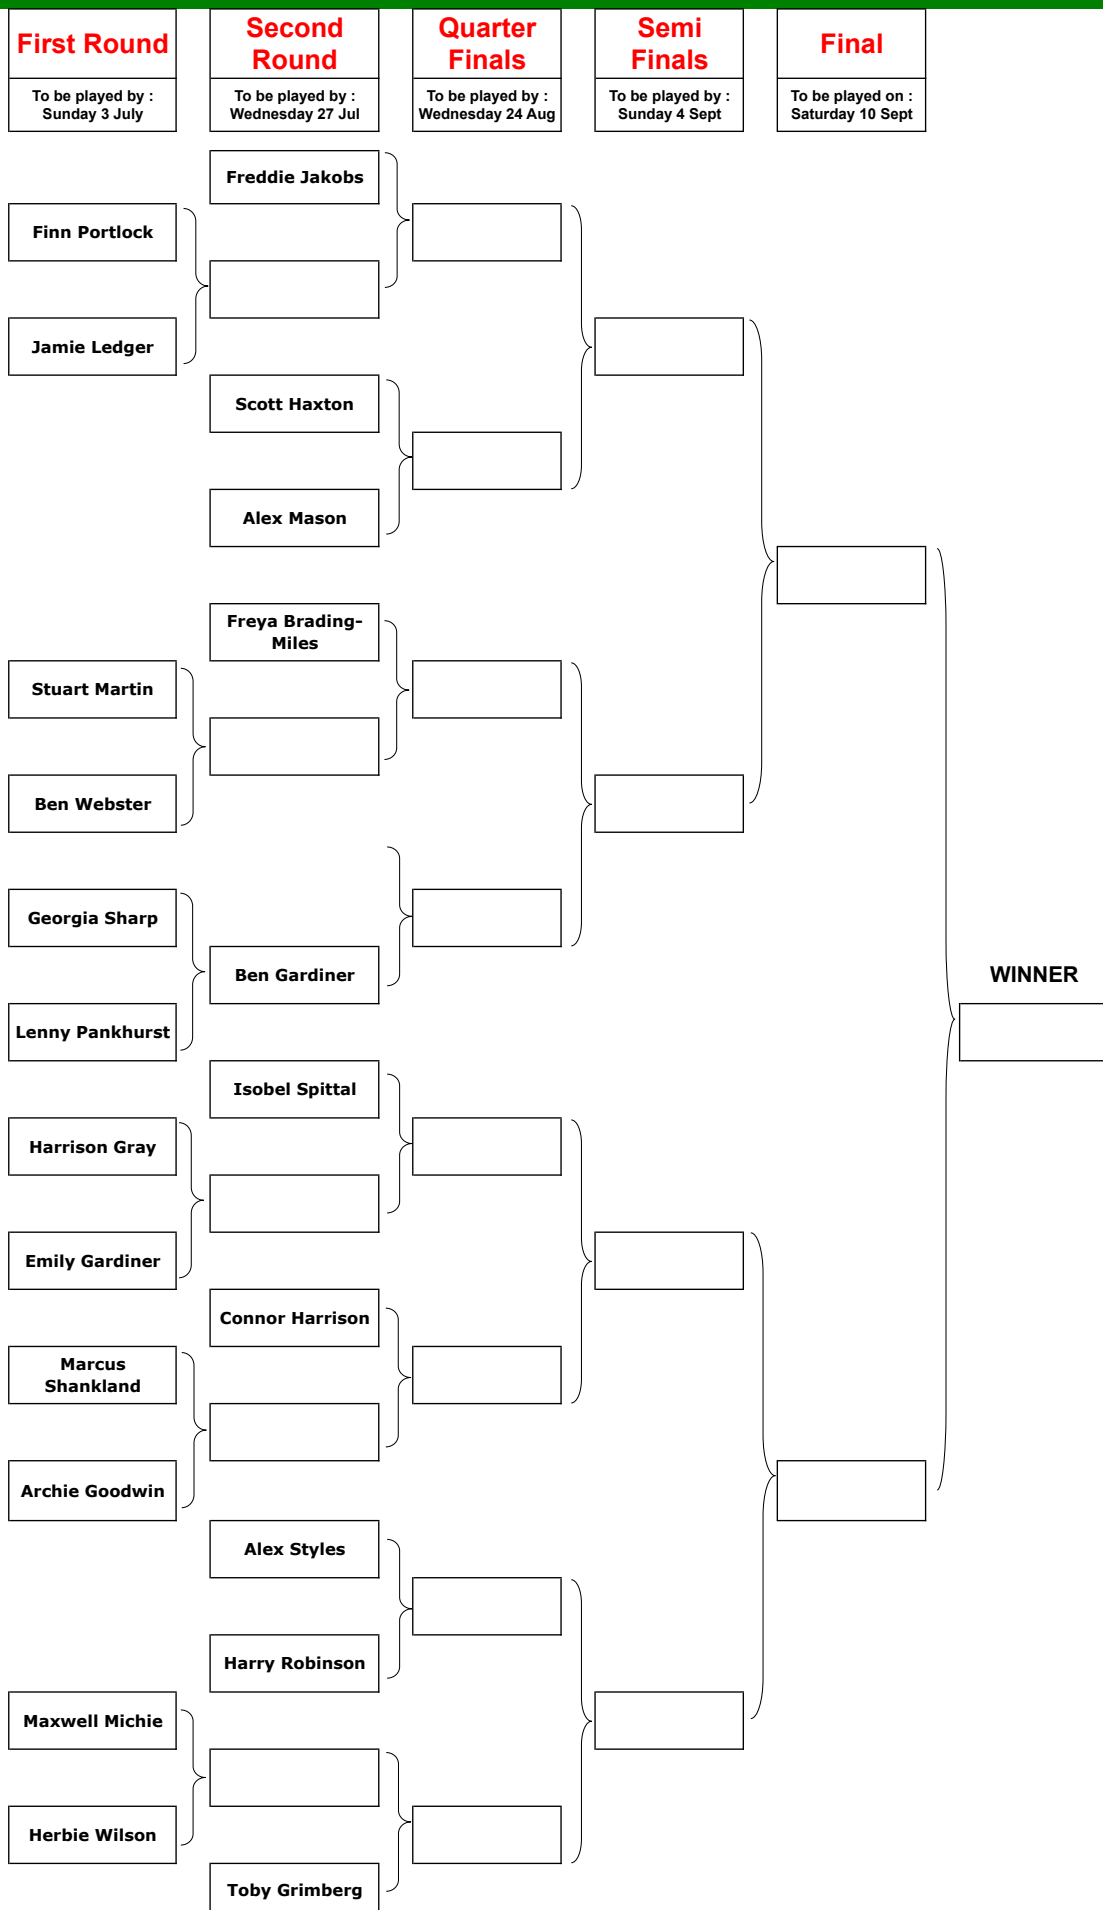 First Round
Second
Round
Quarter
Finals
Semi
Finals
Final
To be played by :
Sunday 3 July
To be played by :
Wednesday 27 Jul
To be played by :
Wednesday 24 Aug
To be played by :
Sunday 4 Sept
To be played on :
Saturday 10 Sept
Freddie Jakobs
Finn Portlock
Jamie Ledger
Scott Haxton
Alex Mason
Freya Brading-
Miles
Stuart Martin
Ben Webster
Georgia Sharp
Ben Gardiner
WINNER
Lenny Pankhurst
Isobel Spittal
Harrison Gray
Emily Gardiner
Connor Harrison
Marcus
Shankland
Archie Goodwin
Alex Styles
Harry Robinson
Maxwell Michie
Herbie Wilson
Toby Grimberg